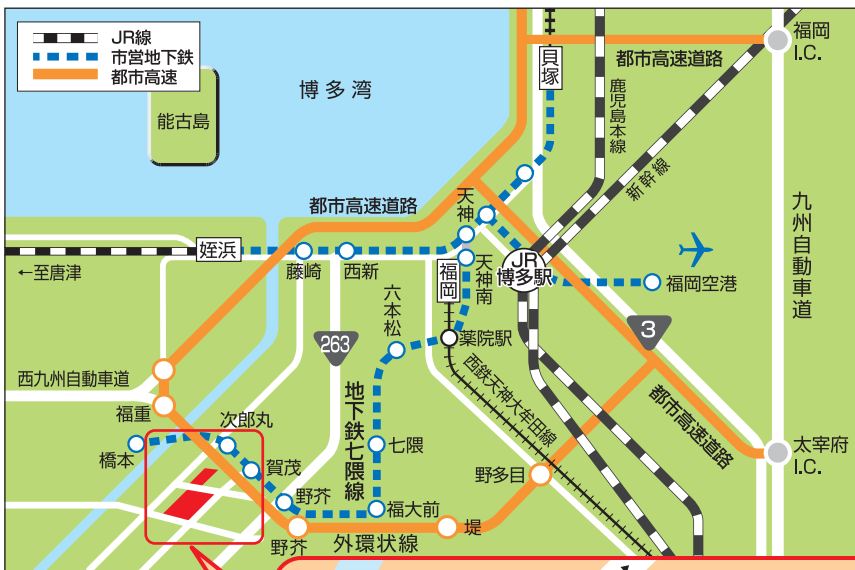 JR線
市営地下鉄
都市高速
博多湾
能古島
貝塚
都市高速道路
福岡
I.C.
鹿児島本線
新幹線
九州自動車道
天神
都市高速道路
姪浜
←至唐津
藤崎
西新
福岡
天神南
JR
博多駅
福岡空港
六本松
263
薬院駅
3
西九州自動車道
福重
次郎丸
地下鉄七隈線
西鉄天神大牟田線
都市高速道路
橋本
賀茂
七隈
野多目
太宰府
I.C.
野芥
福大前
野芥
外環状線
堤